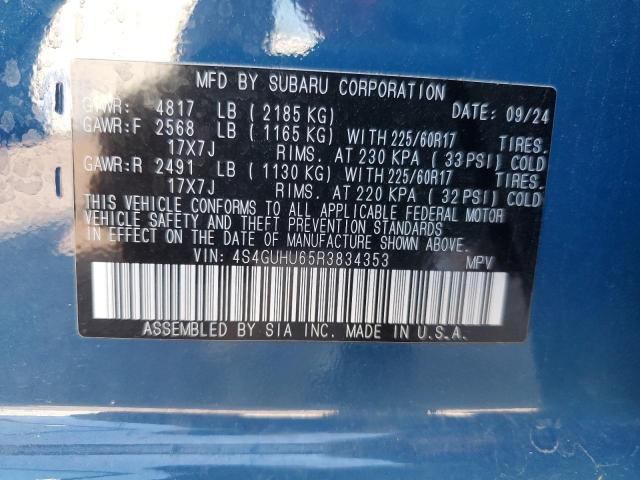 MFD BY SUBARU CORPORATION
GVWR: 4817 LB ( 2185 KG) DATE: 09/24
GAWR:F 2568 LB ( 1165 KG) WITH 225/60R17 TIRES.
17X7J RIMS. AT 230 KPA ( 33 PSI) COLD
GAWR:R 2491 LB ( 1130 KG) WITH 225/60R17 TIRES.
17X7J RIMS. AT 220 KPA ( 32 PSI) COLD
THIS VEHICLE CONFORMS TO ALL APPLICABLE FEDERAL MOTOR
VEHICLE SAFETY AND THEFT PREVENTION STANDARDS
IN EFFECT ON THE DATE OF MANUFACTURE SHOWN ABOVE.
VIN: 4S4GUHU65R3834353 MPV
ASSEMBLED BY SIA INC. MADE IN U.S.A.